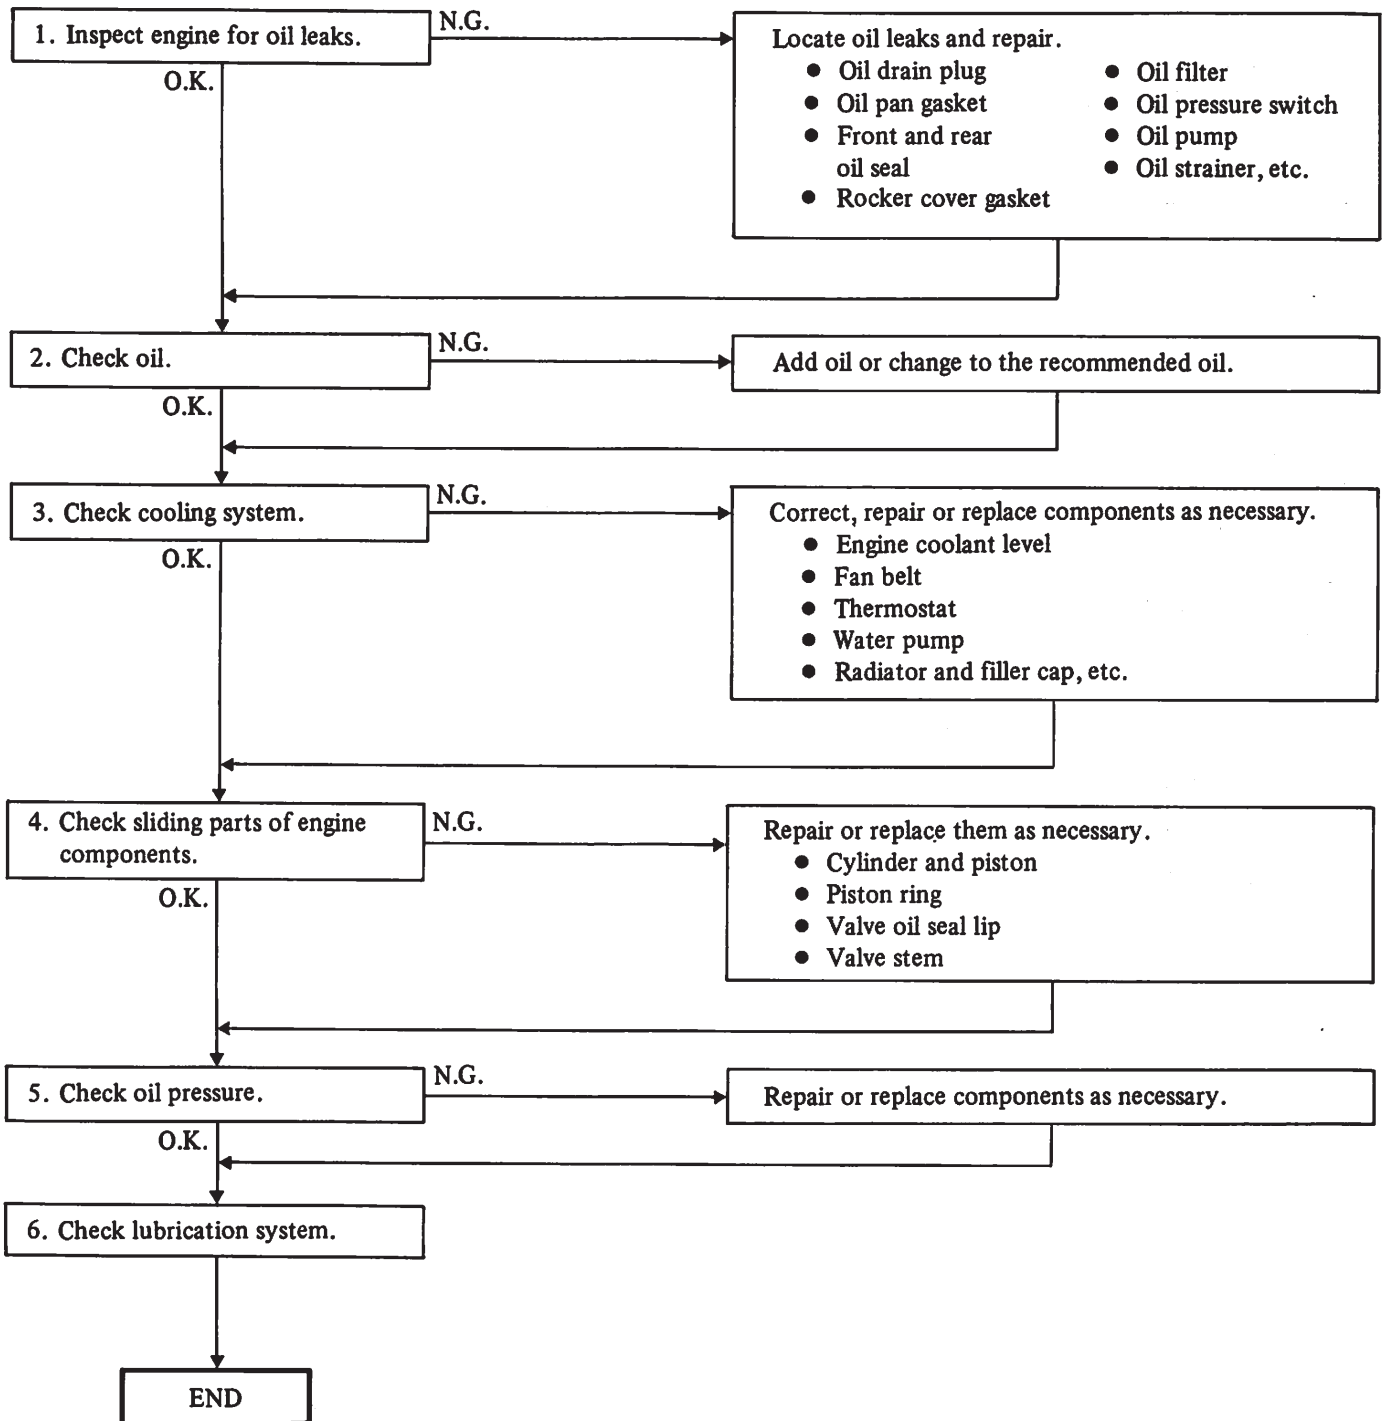 1. Inspect engine for oil leaks.
N.G.
O.K.
Locate oil leaks and repair.
● Oil drain plug
● Oil pan gasket
● Front and rear
oil seal
● Rocker cover gasket
● Oil filter
● Oil pressure switch
● Oil pump
● Oil strainer, etc.
2. Check oil.
N.G.
O.K.
Add oil or change to the recommended oil.
3. Check cooling system.
N.G.
O.K.
Correct, repair or replace components as necessary.
● Engine coolant level
● Fan belt
● Thermostat
● Water pump
● Radiator and filler cap, etc.
4. Check sliding parts of engine
components.
N.G.
O.K.
Repair or replace them as necessary.
● Cylinder and piston
● Piston ring
● Valve oil seal lip
● Valve stem
5. Check oil pressure.
N.G.
O.K.
Repair or replace components as necessary.
6. Check lubrication system.
END